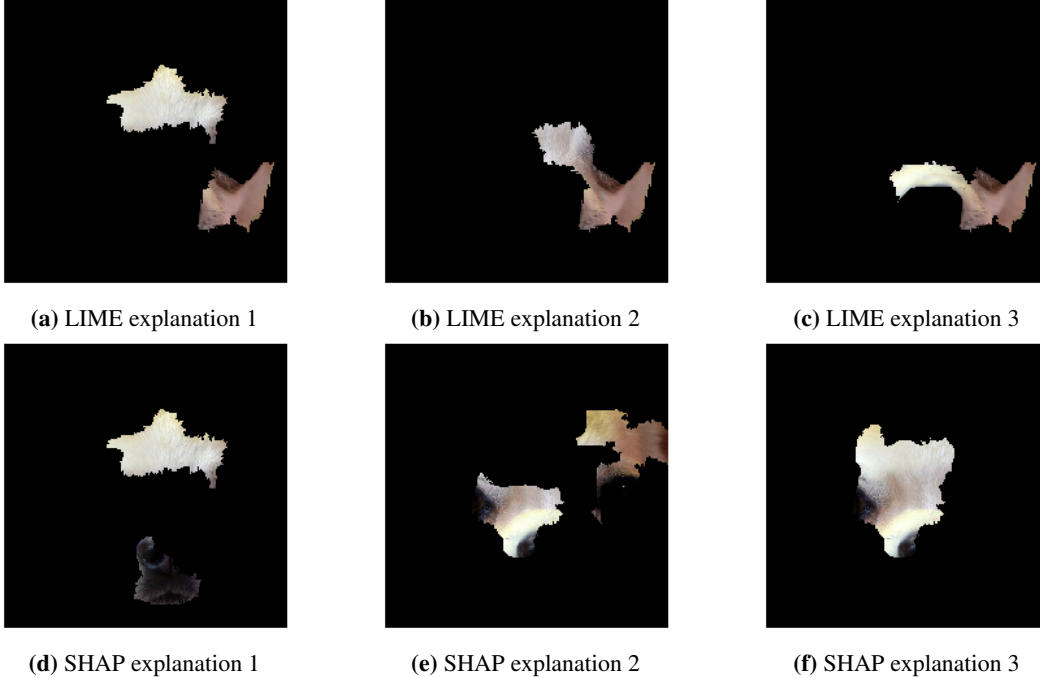 (a) LIME explanation 1
(b) LIME explanation 2
(c) LIME explanation 3
(d) SHAP explanation 1
(e) SHAP explanation 2
(f) SHAP explanation 3